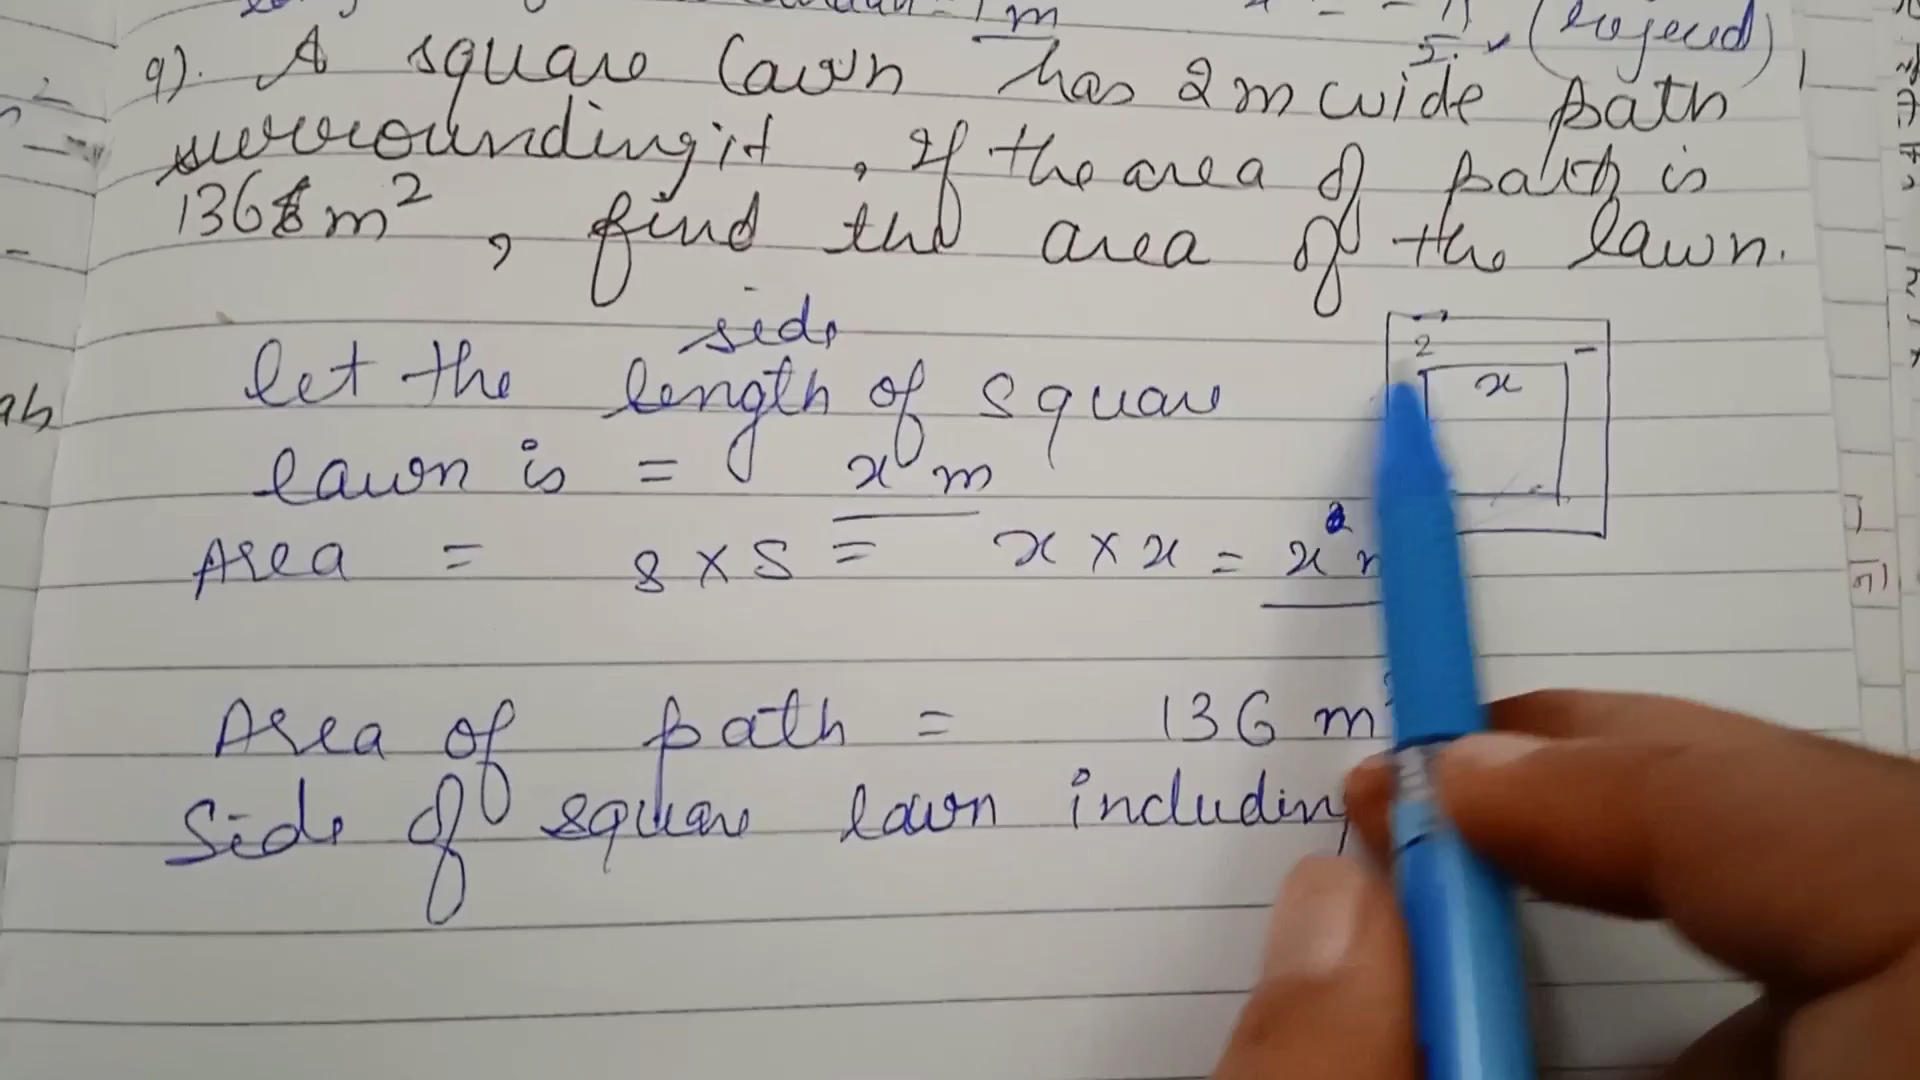 m
(rejected)
9). A square lawn has 2m wide path
surrounding it, If the area of path is
136 m², find the area of the lawn.
let the side length of square
lawn is = x m
Area = s × s = x × x = x²
2
x
Area of path = 136 m
Side of square lawn including